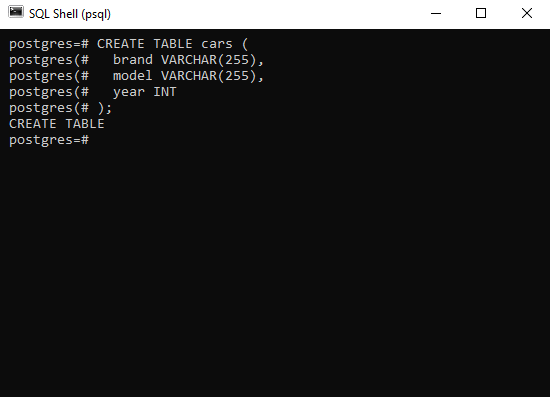 SQL Shell (psql)
postgres=# CREATE TABLE cars (
postgres(#   brand VARCHAR(255),
postgres(#   model VARCHAR(255),
postgres(#   year INT
postgres(# );
CREATE TABLE
postgres=#